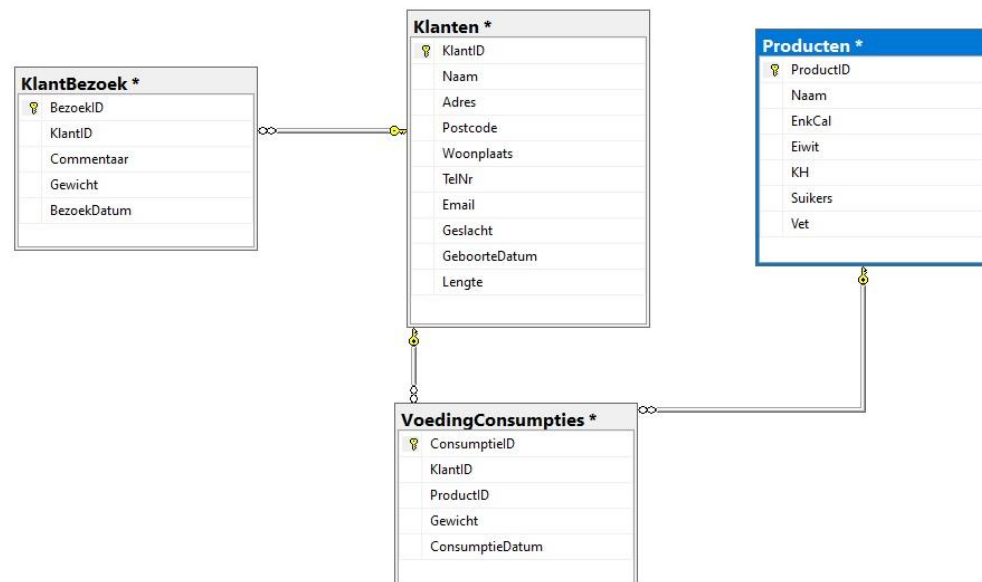 KlantBezoek *
BezoekID
KlantID
Commentaar
Gewicht
BezoekDatum
Klanten *
KlantID
Naam
Adres
Postcode
Woonplaats
TelNr
Email
Geslacht
GeboorteDatum
Lengte
Producten *
ProductID
Naam
EnkCal
Eiwit
KH
Suikers
Vet
VoedingConsumpties *
ConsumptieID
KlantID
ProductID
Gewicht
ConsumptieDatum